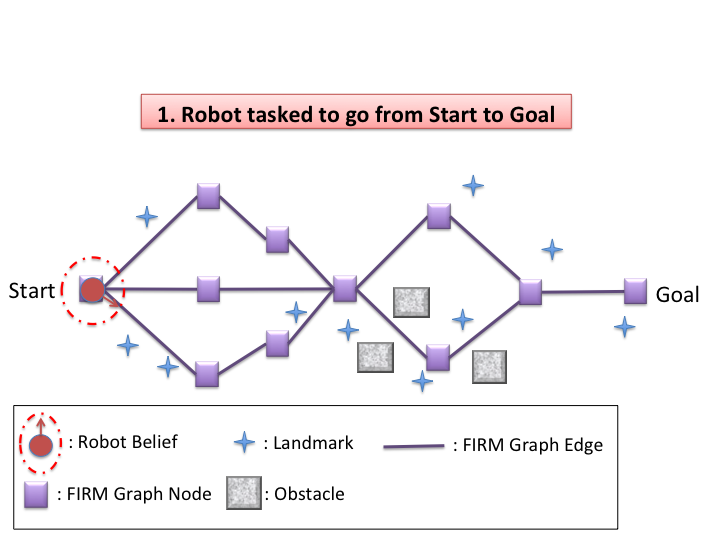 1. Robot tasked to go from Start to Goal
Start
Goal
: Robot Belief
: Landmark
: FIRM Graph Edge
: FIRM Graph Node
: Obstacle